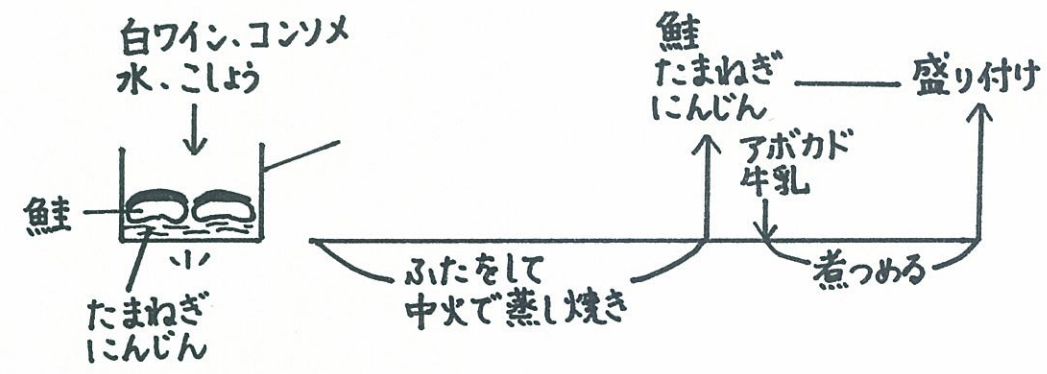 白ワイン、コンソメ
水、こしょう
鮭
たまねぎ
にんじん
ふたをして
中火で蒸し焼き
鮭
たまねぎ
にんじん
アボカド
牛乳
煮つめる
盛り付け